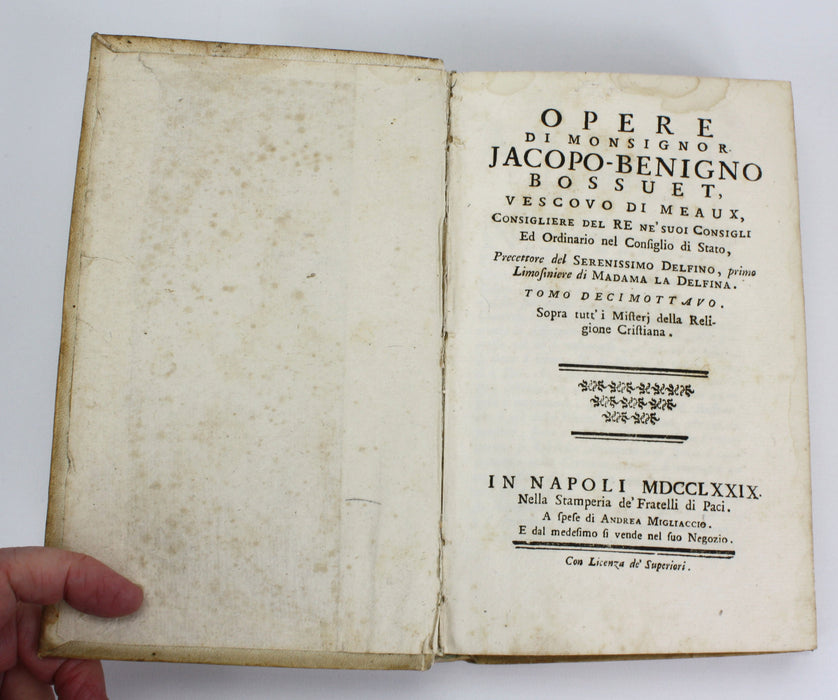 OPERE
DI MONSIGNOR
JACOPO-BENIGNO
BOSSUET,
VESCOVO DI MEAUX,
CONSIGLIERE DEL RE NE' SUOI CONSIGLI
Ed Ordinario nel Conſiglio di Stato,
Precettore del SERENISSIMO DELFINO, primo
Limoſiniere di MADAMA LA DELFINA.
TOMO DECIMOTTAVO.
Sopra tutt' i Miſterj della Reli-
gione Criſtiana.
IN NAPOLI MDCCLXXIX.
Nella Stamperia de' Fratelli di Paci.
A ſpeſe di ANDREA MIGLIACCIO.
E dal medeſimo ſi vende nel ſuo Negozio.
Con Licenza de' Superiori.